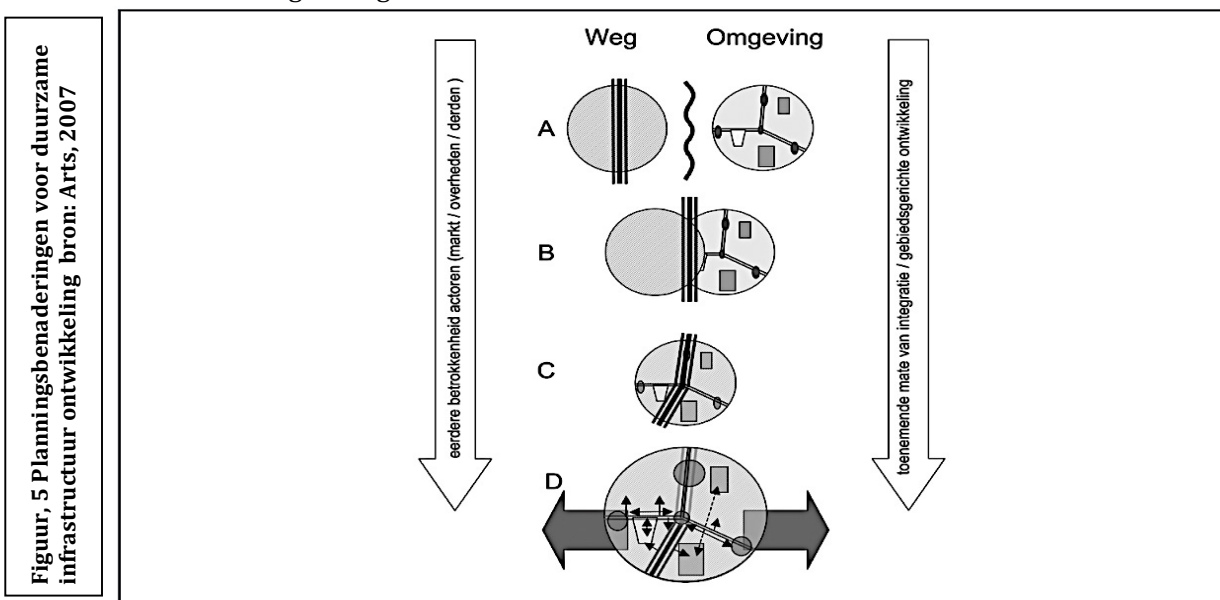 Figuur, 5 Planningsbenaderingen voor duurzame
infrastructuur ontwikkeling bron: Arts, 2007
eerdere betrokkenheid actoren (markt / overheden / derden )
Weg Omgeving
A
B
C
D
toenemende mate van integratie / gebiedsgerichte ontwikkeling